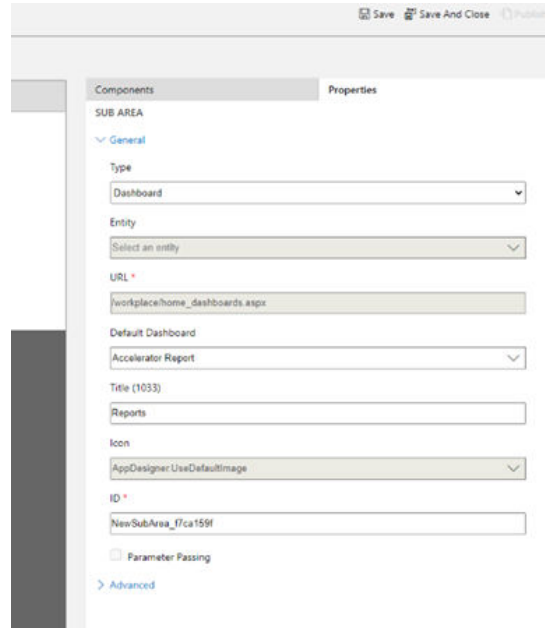 Save Save And Close Publish
Components Properties
SUB AREA
General
Type
Dashboard
Entity
Select an entity
URL *
/workplace/home_dashboards.aspx
Default Dashboard
Accelerator Report
Title (1033)
Reports
Icon
AppDesigner.UseDefaultImage
ID *
NewSubArea_f7ca159f
Parameter Passing
Advanced